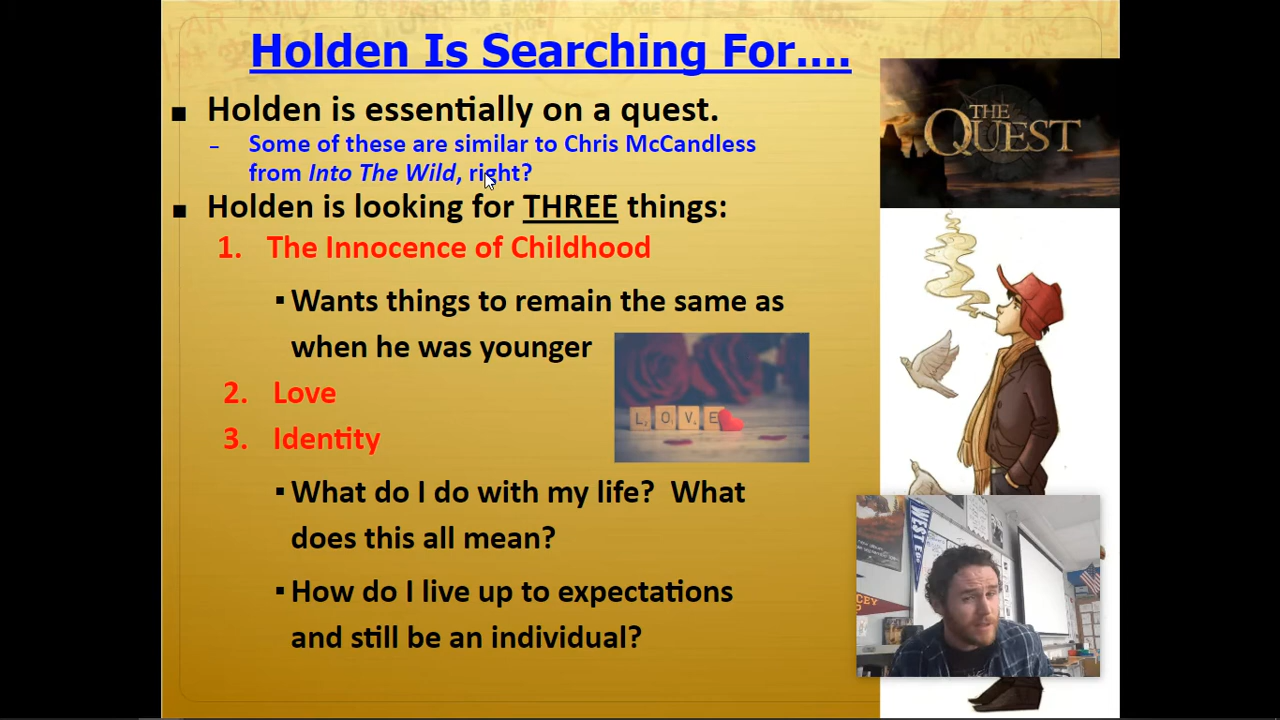 Holden Is Searching For....
■ Holden is essentially on a quest.
– Some of these are similar to Chris McCandless
from Into The Wild, right?
■ Holden is looking for THREE things:
1. The Innocence of Childhood
▪ Wants things to remain the same as
when he was younger
2. Love
3. Identity
▪ What do I do with my life? What
does this all mean?
▪ How do I live up to expectations
and still be an individual?
THE
QUEST
LOVE
WEST